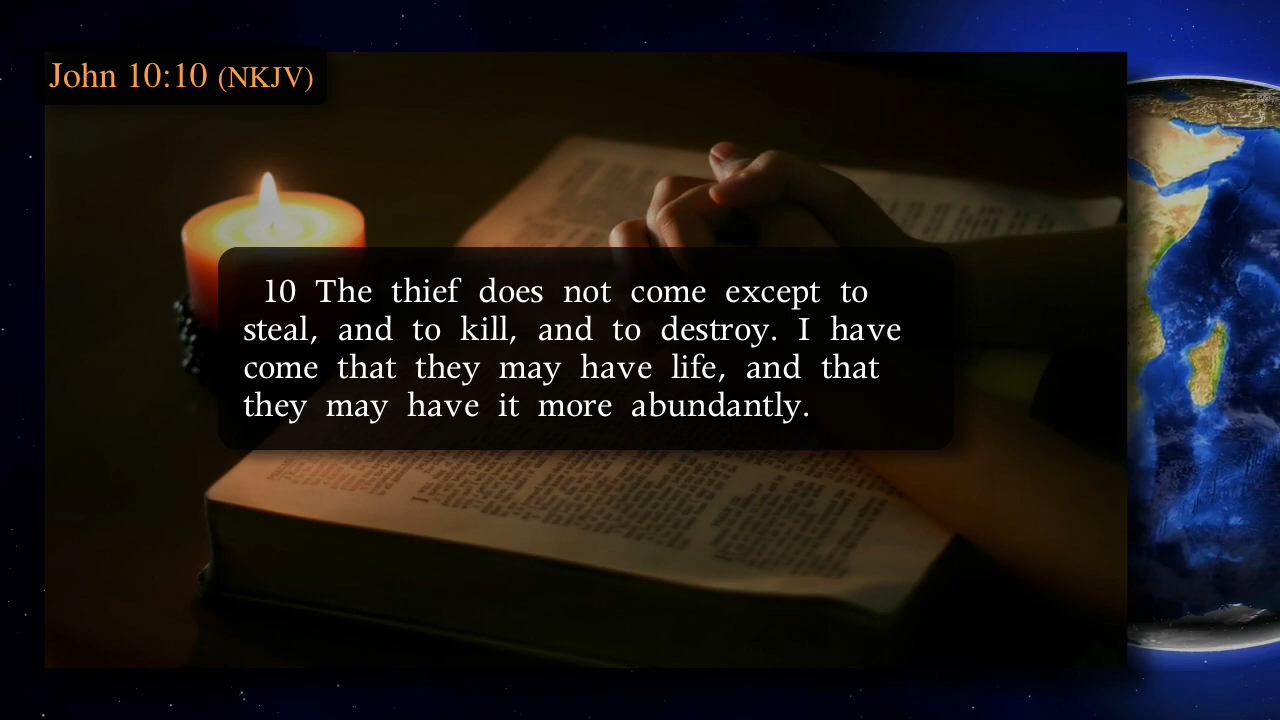 John 10:10 (NKJV)
10 The thief does not come except to
steal, and to kill, and to destroy. I have
come that they may have life, and that
they may have it more abundantly.